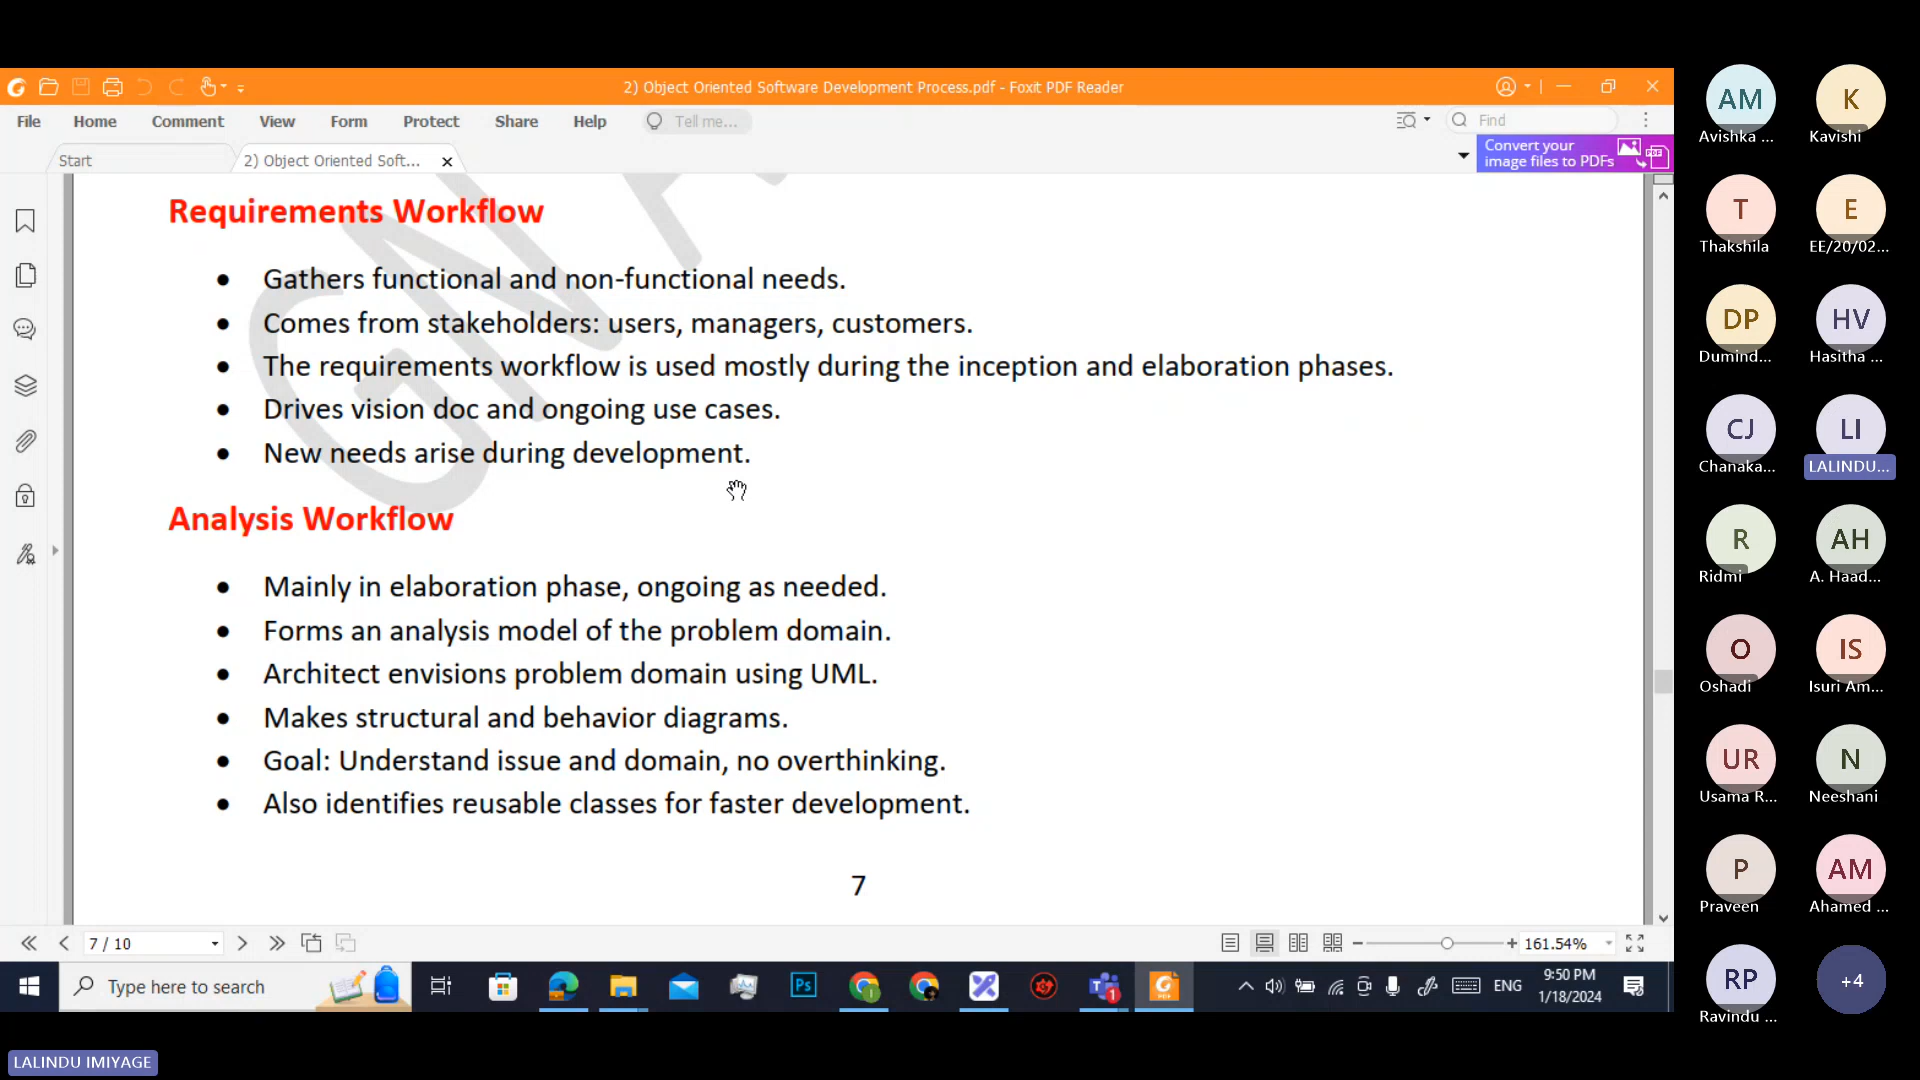 2) Object Oriented Software Development Process.pdf - Foxit PDF Reader
File Home Comment View Form Protect Share Help Tell me... Find
Start 2) Object Oriented Soft... Convert your
image files to PDFs
PDF
Requirements Workflow
• Gathers functional and non-functional needs.
• Comes from stakeholders: users, managers, customers.
• The requirements workflow is used mostly during the inception and elaboration phases.
• Drives vision doc and ongoing use cases.
• New needs arise during development.
Analysis Workflow
• Mainly in elaboration phase, ongoing as needed.
• Forms an analysis model of the problem domain.
• Architect envisions problem domain using UML.
• Makes structural and behavior diagrams.
• Goal: Understand issue and domain, no overthinking.
• Also identifies reusable classes for faster development.
7
7 / 10 161.54%
Type here to search Ps 1 ENG 9:50 PM
1/18/2024
LALINDU IMIYAGE
AM K
Avishka ... Kavishi
T E
Thakshila EE/20/02...
DP HV
Dumind... Hasitha ...
CJ LI
Chanaka... LALINDU...
R AH
Ridmi A. Haad...
O IS
Oshadi Isuri Am...
UR N
Usama R... Neeshani
P AM
Praveen Ahamed ...
RP +4
Ravindu ...